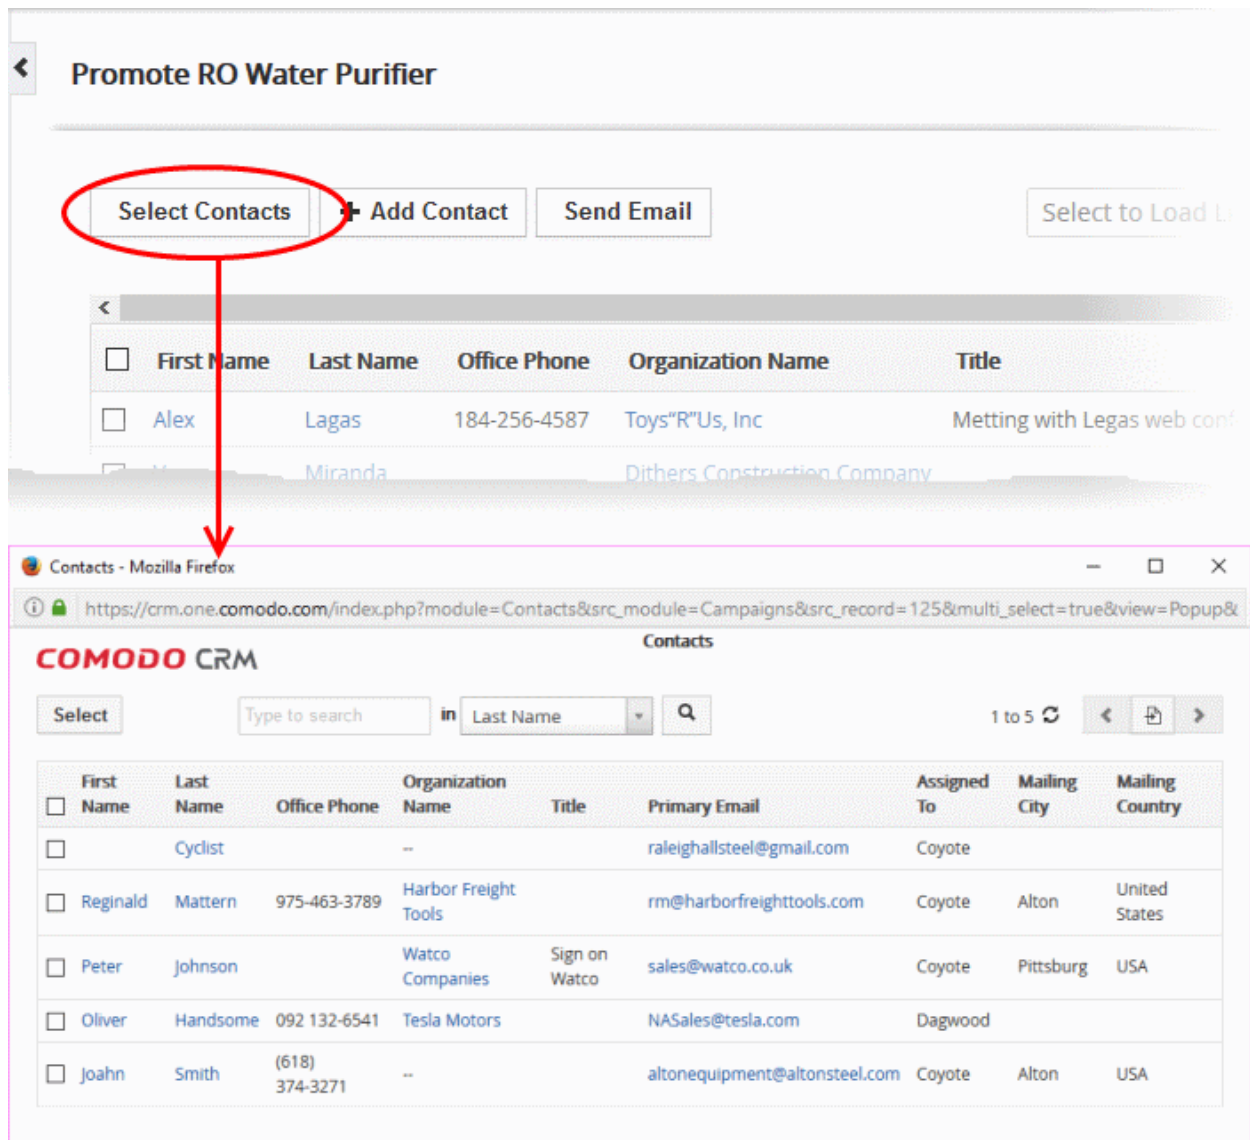 Promote RO Water Purifier
Select Contacts + Add Contact Send Email Select to Load
First Name Last Name Office Phone Organization Name Title
Alex Lagas 184-256-4587 Toys"R"Us, Inc Metting with Legas web conf
Miranda Dithers Construction Company
Contacts - Mozilla Firefox
https://crm.one.comodo.com/index.php?module=Contacts&src_module=Campaigns&src_record=125&multi_select=true&view=Popup&
Contacts
COMODO CRM
Select Type to search in Last Name 1 to 5
First Last Organization Assigned Mailing Mailing
Name Name Office Phone Name Title Primary Email To City Country
Cyclist -- raleighallsteel@gmail.com Coyote
Harbor Freight United
Reginald Mattern 975-463-3789 Tools rm@harborfreighttools.com Coyote Alton States
Watco Sign on
Peter Johnson Companies Watco sales@watco.co.uk Coyote Pittsburg USA
Oliver Handsome 092 132-6541 Tesla Motors NASales@tesla.com Dagwood
(618)
Joahn Smith 374-3271 -- altonequipment@altonsteel.com Coyote Alton USA